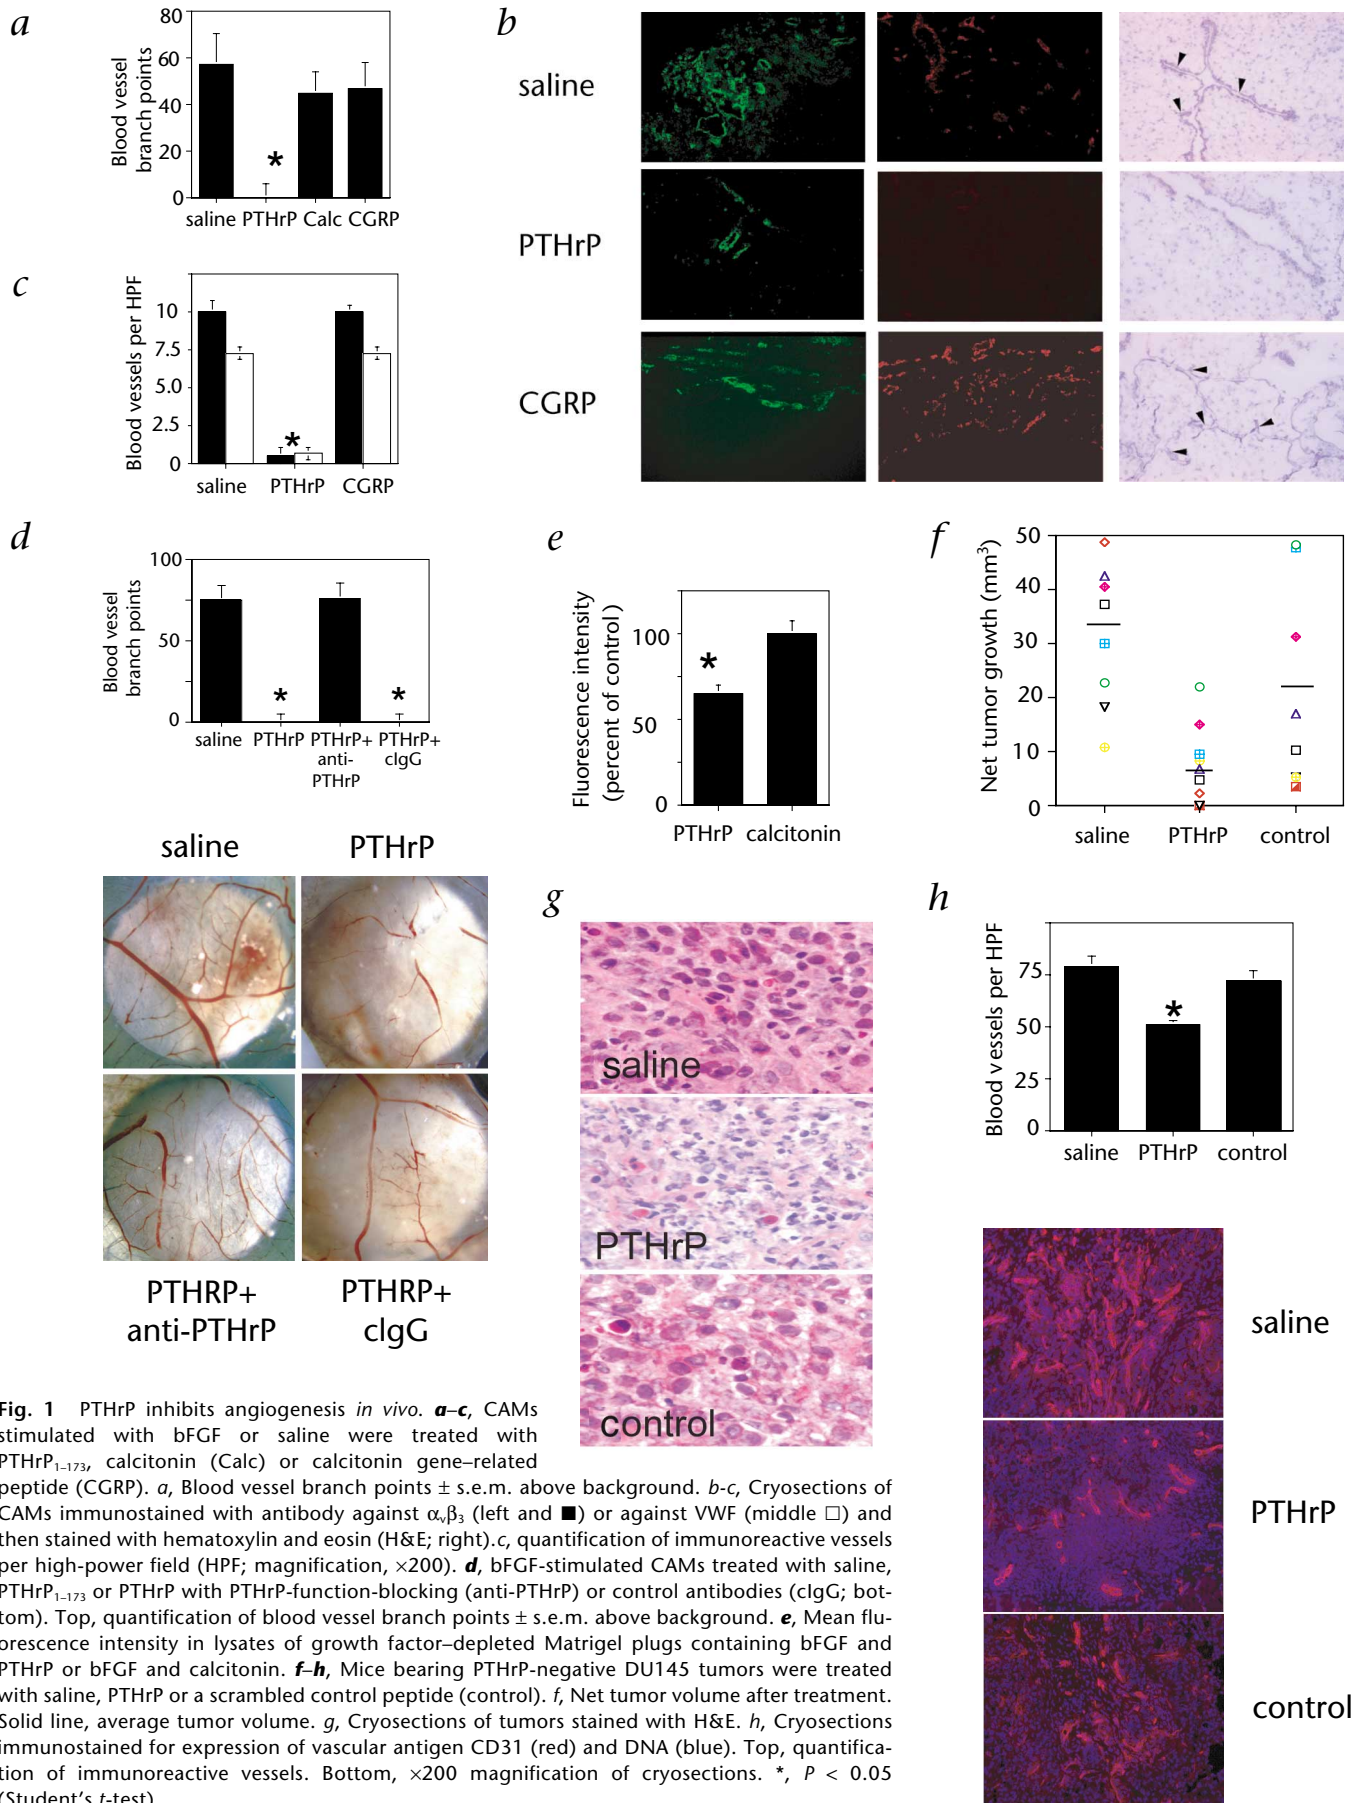 a
Blood vessel
branch points
80
60
40
20
0
*
saline PTHrP Calc CGRP
b
saline
PTHrP
CGRP
c
Blood vessels per HPF
10
7.5
5.0
2.5
0
*
saline PTHrP CGRP
d
Blood vessel
branch points
100
50
0
* *
saline PTHrP PTHrP+ PTHrP+
anti- cIgG
PTHrP
saline PTHrP
PTHRP+ PTHRP+
anti-PTHrP cIgG
e
Fluorescence intensity
(percent of control)
100
50
0
*
PTHrP calcitonin
f
Net tumor growth (mm³)
50
40
30
20
10
0
saline PTHrP control
g
saline
PTHrP
control
h
Blood v essels per HPF
75
50
25
0
*
saline PTHrP control
saline
PTHrP
control
Fig. 1 PTHrP inhibits angiogenesis in vivo. a–c, CAMs
stimulated with bFGF or saline were treated with
PTHrP₁₋₁₇₃, calcitonin (Calc) or calcitonin gene–related
peptide (CGRP). a, Blood vessel branch points ± s.e.m. above background. b-c, Cryosections of
CAMs immunostained with antibody against αᵥβ₃ (left and ■) or against VWF (middle □) and
then stained with hematoxylin and eosin (H&E; right).c, quantification of immunoreactive vessels
per high-power field (HPF; magnification, ×200). d, bFGF-stimulated CAMs treated with saline,
PTHrP₁₋₁₇₃ or PTHrP with PTHrP-function-blocking (anti-PTHrP) or control antibodies (cIgG; bot-
tom). Top, quantification of blood vessel branch points ± s.e.m. above background. e, Mean flu-
orescence intensity in lysates of growth factor–depleted Matrigel plugs containing bFGF and
PTHrP or bFGF and calcitonin. f–h, Mice bearing PTHrP-negative DU145 tumors were treated
with saline, PTHrP or a scrambled control peptide (control). f, Net tumor volume after treatment.
Solid line, average tumor volume. g, Cryosections of tumors stained with H&E. h, Cryosections
immunostained for expression of vascular antigen CD31 (red) and DNA (blue). Top, quantifica-
tion of immunoreactive vessels. Bottom, ×200 magnification of cryosections. *, P < 0.05
(Student's t-test)